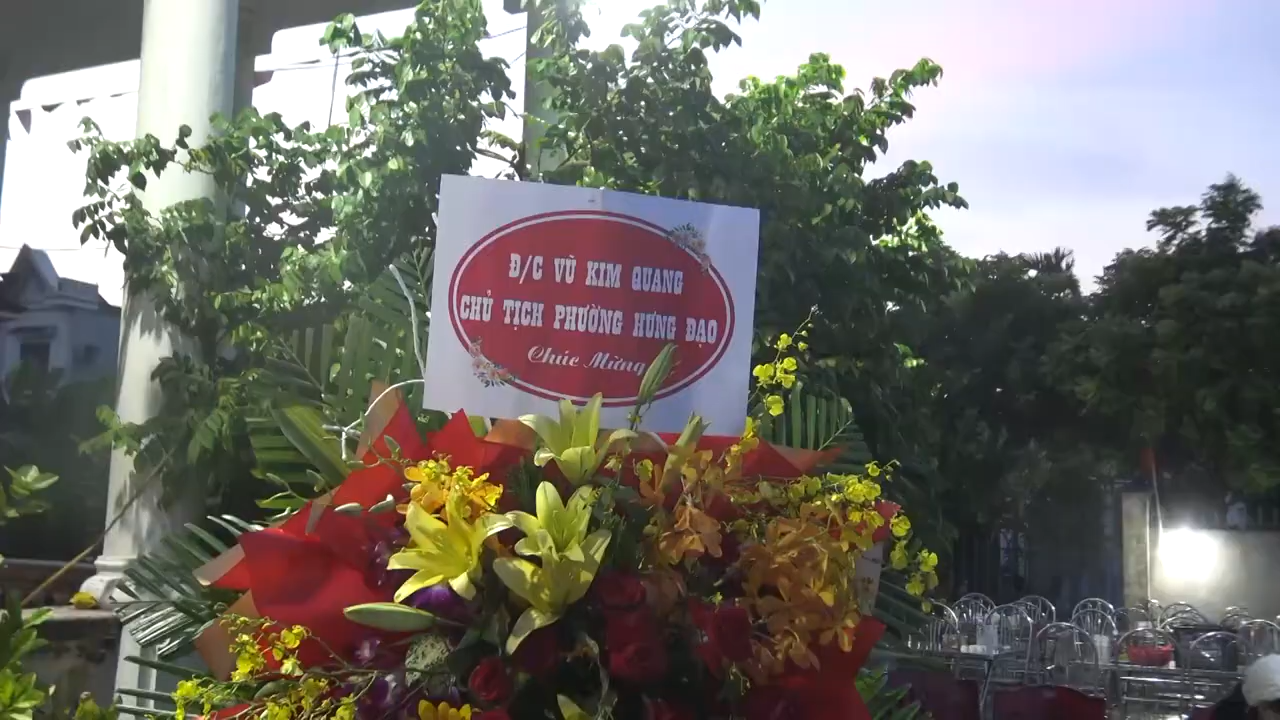 Đ/C VŨ KIM QUANG
CHỦ TỊCH PHƯỜNG HƯNG ĐẠO
Chúc Mừng